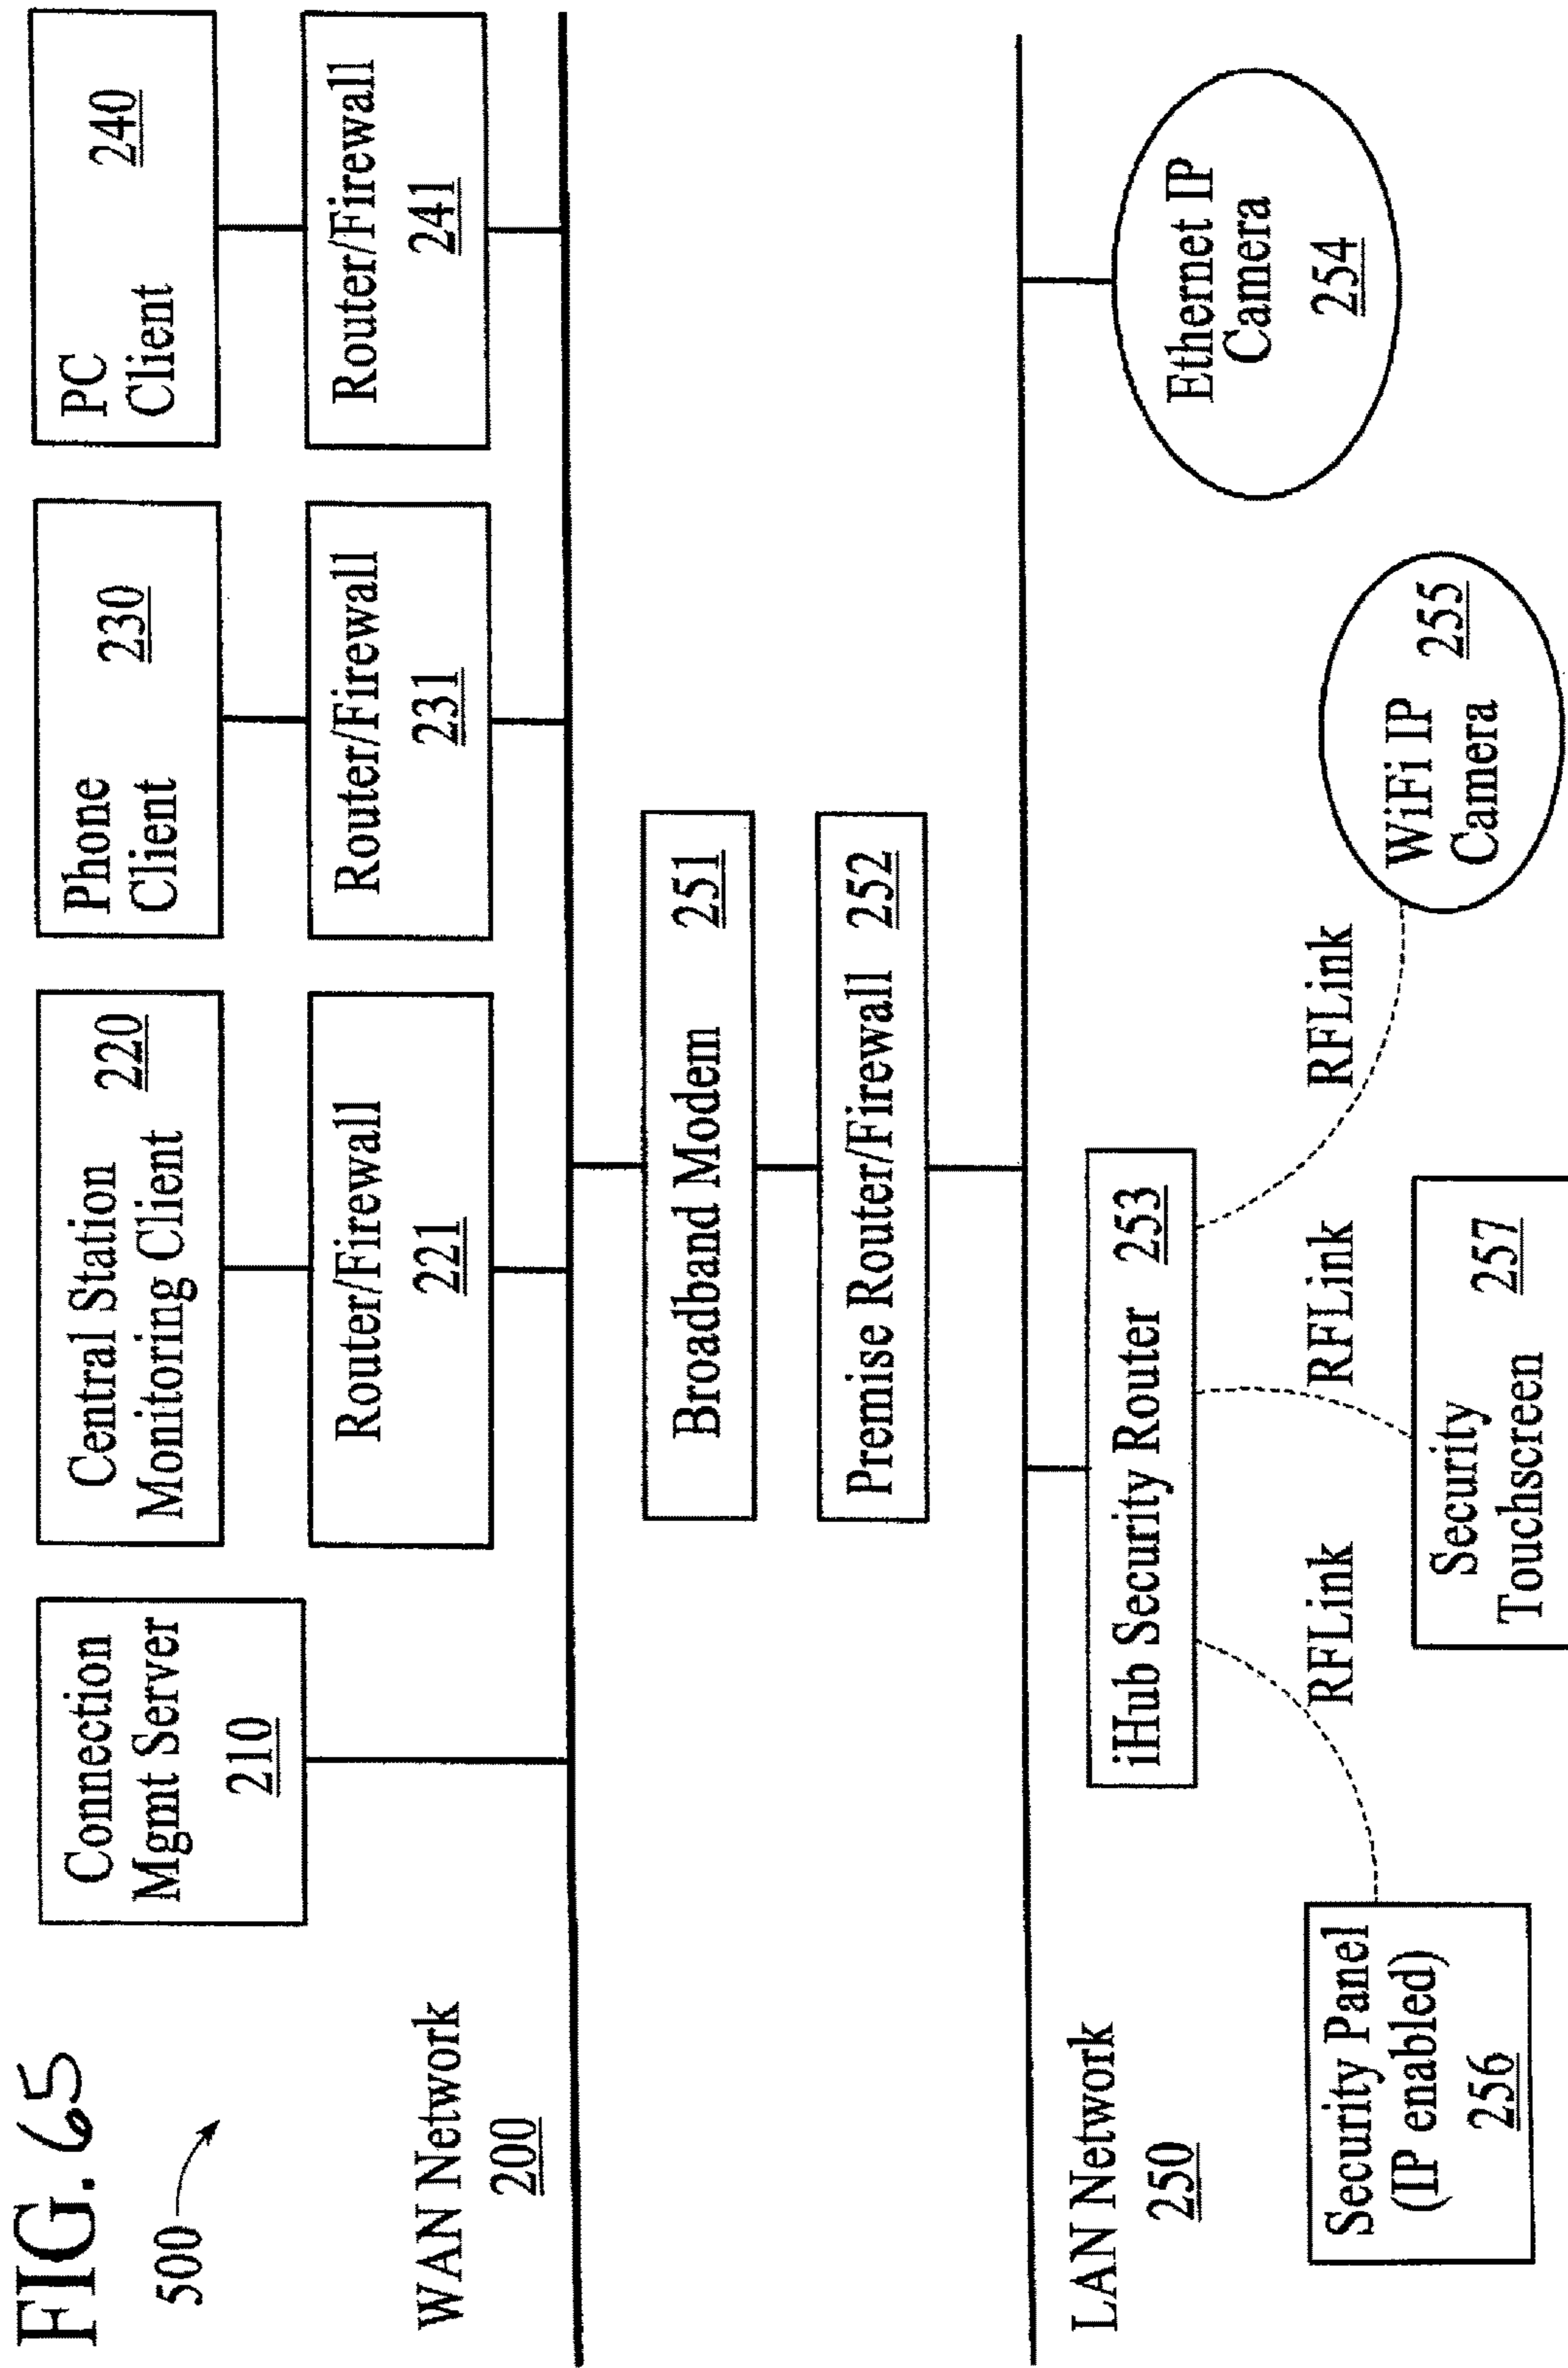 FIG. 65
500
Connection
Mgmt Server
210
Central Station
Monitoring Client
220
Phone
Client
230
PC
Client
240
Router/Firewall
221
Router/Firewall
231
Router/Firewall
241
WAN Network
200
Broadband Modem 251
Premise Router/Firewall 252
LAN Network
250
iHub Security Router 253
Ethernet IP
Camera
254
RFLink
RFLink
RFLink
Security Panel
(IP enabled)
256
Security
Touchscreen
257
WiFi IP
Camera
255